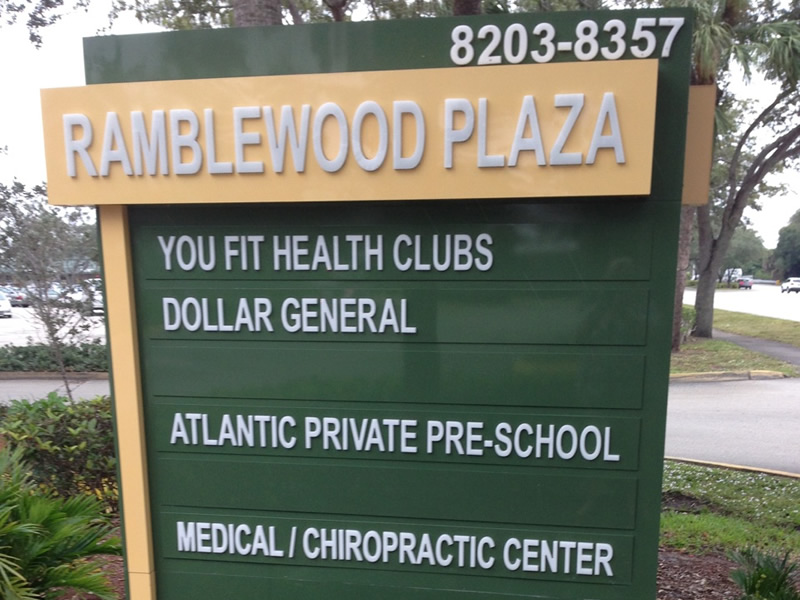 8203-8357
RAMBLEWOOD PLAZA
YOU FIT HEALTH CLUBS
DOLLAR GENERAL
ATLANTIC PRIVATE PRE-SCHOOL
MEDICAL / CHIROPRACTIC CENTER